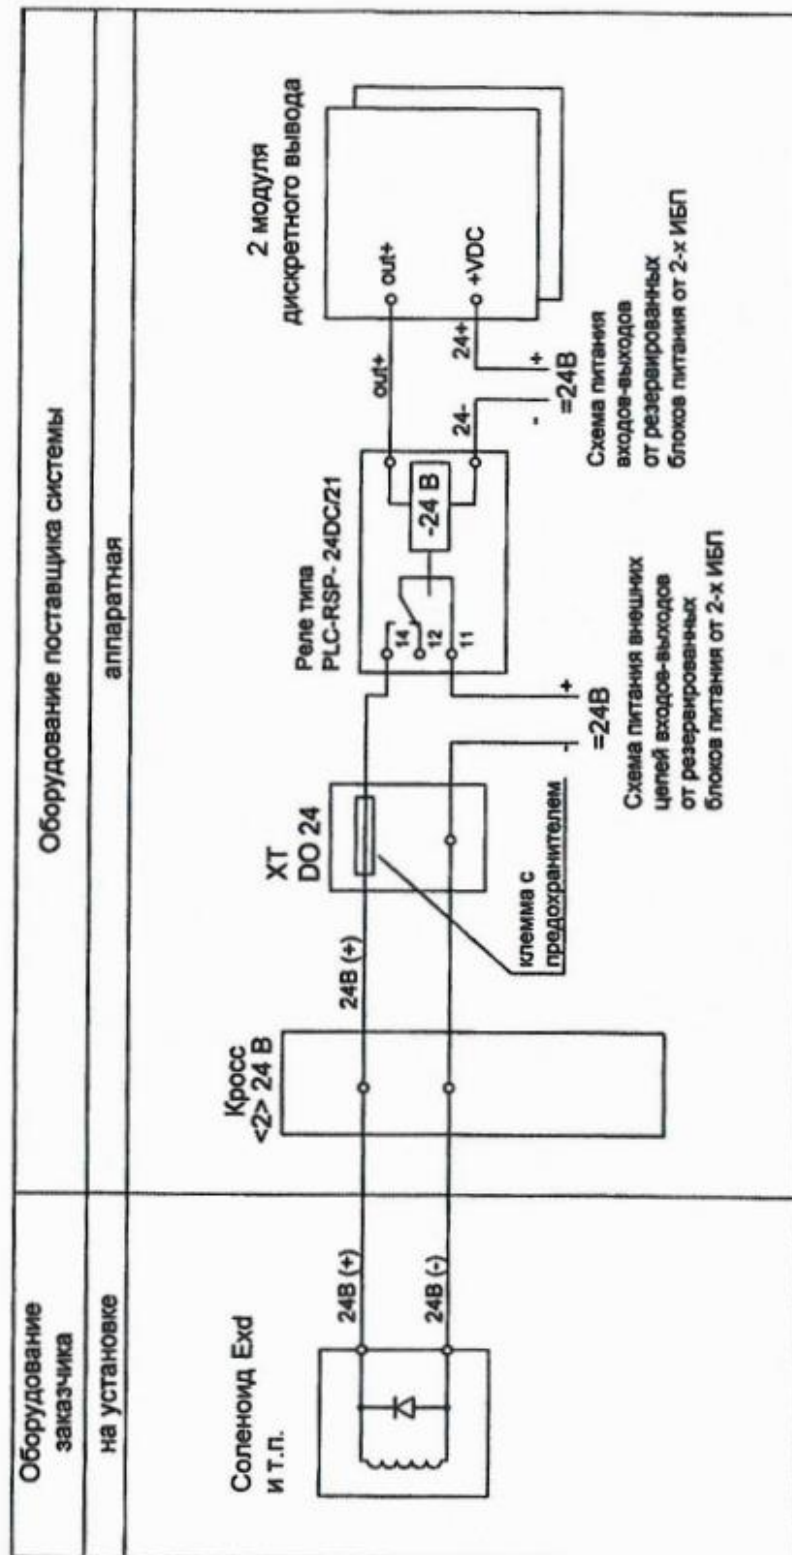 Оборудование
заказчика
Оборудование поставщика системы
на установке
аппаратная
Соленоид Exd
и т.п.
24В (+)
24В (-)
Кросс
<2> 24 В
24В (+)
XT
DO 24
клемма с
предохранителем
Реле типа
PLC-RSP- 24DC/21
14
12
11
-24 В
- +
=24В
Схема питания внешних
цепей входов-выходов
от резервированных
блоков питания от 2-х ИБП
2 модуля
дискретного вывода
out+
out+
24-
24+
+VDC
- +
=24В
Схема питания
входов-выходов
от резервированных
блоков питания от 2-х ИБП